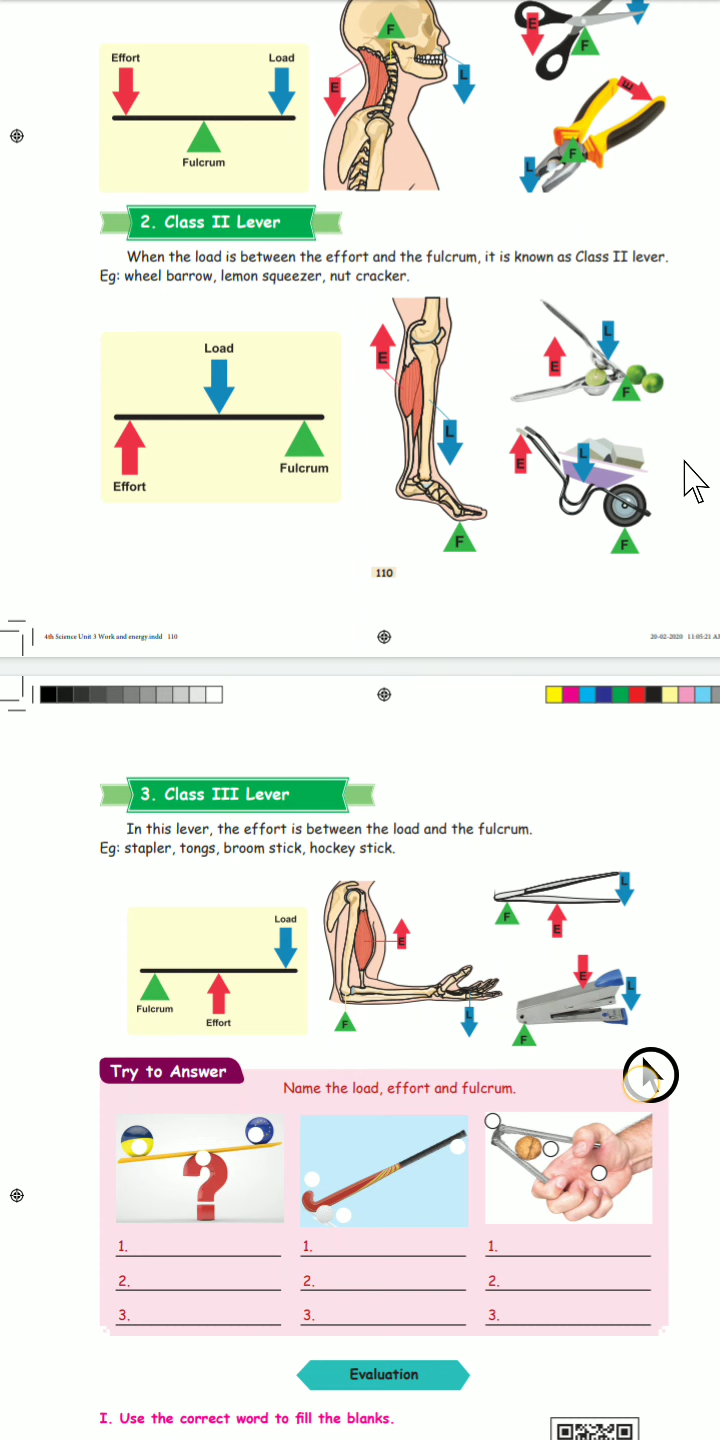 Effort
Load
Fulcrum
F
E
L
E
F
E
F
L
2. Class II Lever
When the load is between the effort and the fulcrum, it is known as Class II lever.
Eg: wheel barrow, lemon squeezer, nut cracker.
Load
Effort
Fulcrum
E
L
F
E
L
F
E
L
F
110
4th Science Unit 3 Work and energy.indd 110
20-02-2020 11:05:21 A
3. Class III Lever
In this lever, the effort is between the load and the fulcrum.
Eg: stapler, tongs, broom stick, hockey stick.
Load
Fulcrum
Effort
E
F
L
L
F
E
E
L
F
Try to Answer
Name the load, effort and fulcrum.
?
1.
1.
1.
2.
2.
2.
3.
3.
3.
Evaluation
I. Use the correct word to fill the blanks.